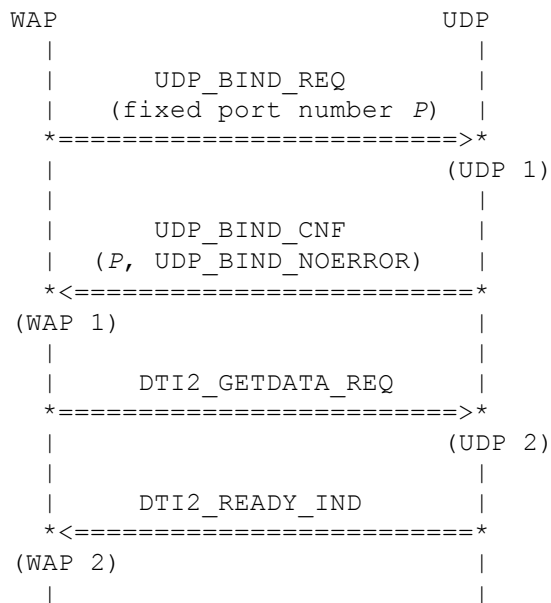 WAP                         UDP
  |                          |
  |      UDP_BIND_REQ        |
  |   (fixed port number P)  |
  *=========================>*
  |                       (UDP 1)
  |                          |
  |      UDP_BIND_CNF        |
  |  (P, UDP_BIND_NOERROR)   |
  *<=========================*
(WAP 1)                      |
  |                          |
  |     DTI2_GETDATA_REQ     |
  *=========================>*
  |                       (UDP 2)
  |                          |
  |     DTI2_READY_IND       |
  *<=========================*
(WAP 2)                      |
  |                          |